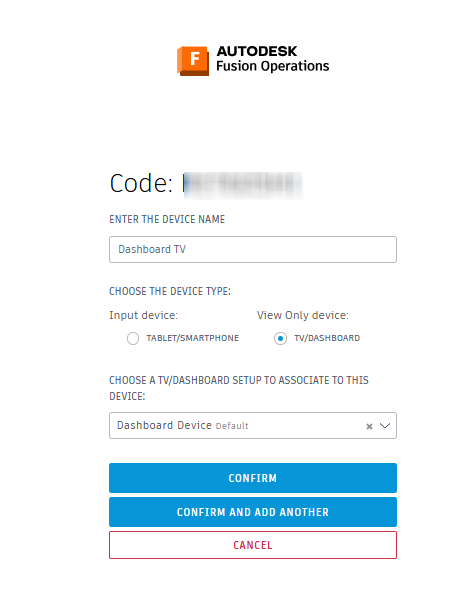 F AUTODESK
Fusion Operations
Code:
ENTER THE DEVICE NAME
Dashboard TV
CHOOSE THE DEVICE TYPE:
Input device: View Only device:
TABLET/SMARTPHONE TV/DASHBOARD
CHOOSE A TV/DASHBOARD SETUP TO ASSOCIATE TO THIS
DEVICE:
Dashboard Device Default
CONFIRM
CONFIRM AND ADD ANOTHER
CANCEL